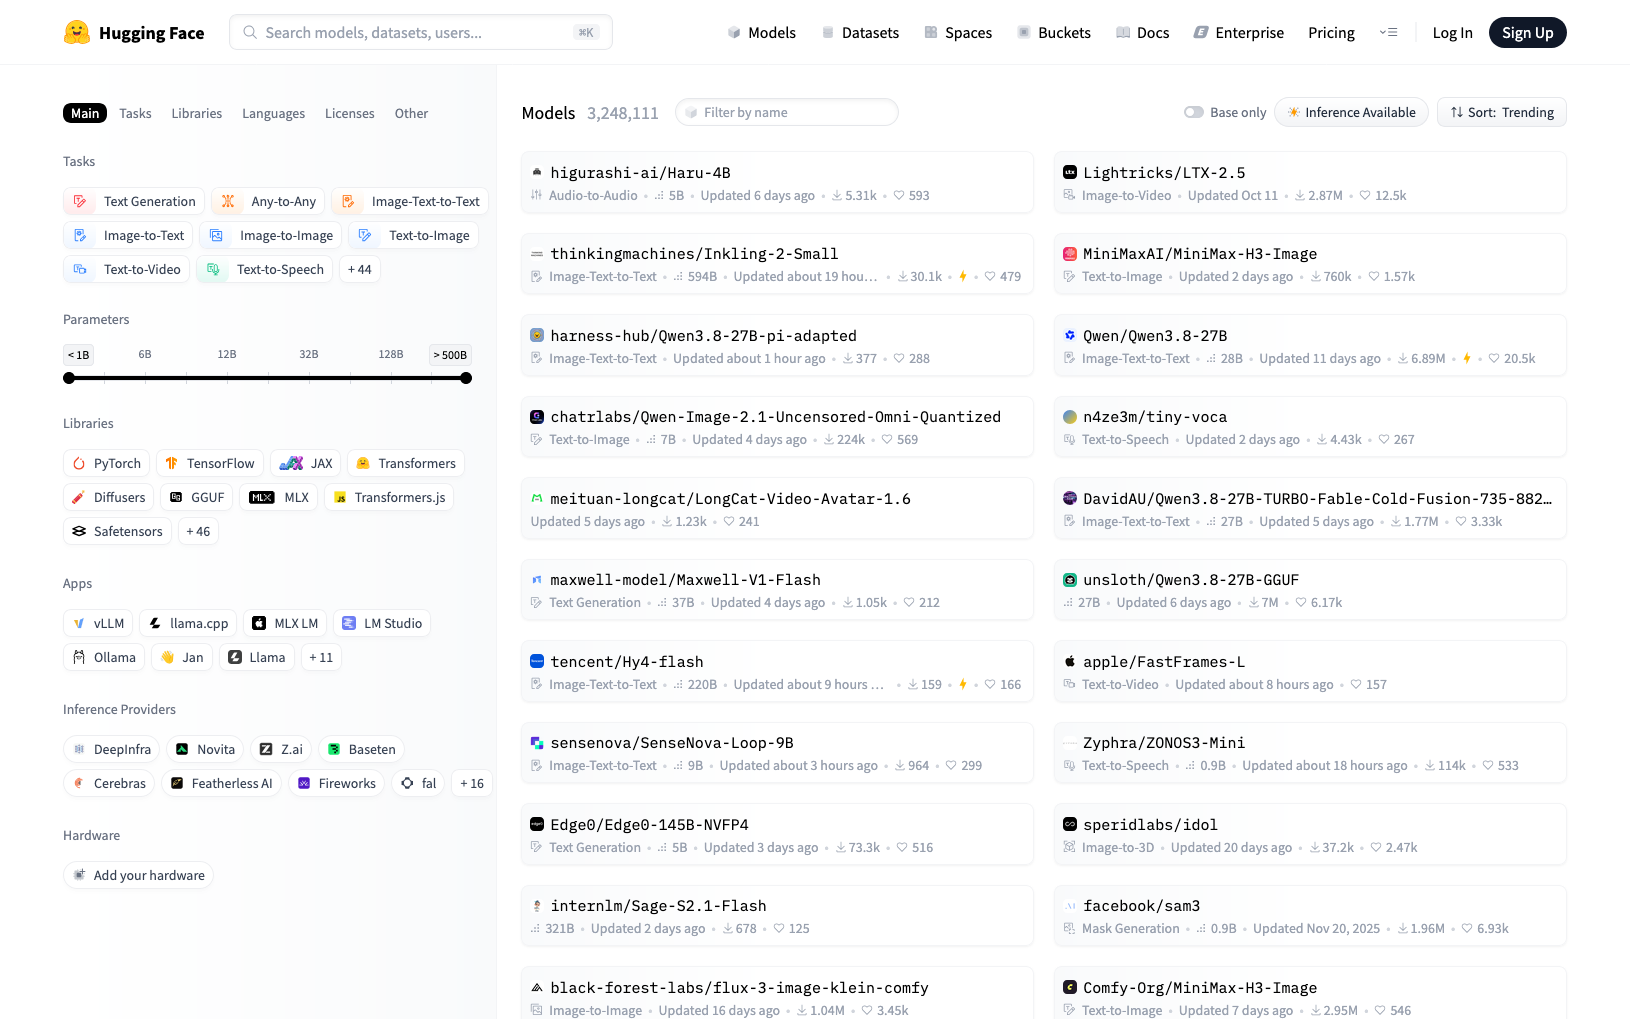 Hugging Face
Search models, datasets, users...
⌘K
Models
Datasets
Spaces
Buckets
Docs
Enterprise
Pricing
Log In
Sign Up
Main
Tasks
Libraries
Languages
Licenses
Other
Tasks
Text Generation
Any-to-Any
Image-Text-to-Text
Image-to-Text
Image-to-Image
Text-to-Image
Text-to-Video
Text-to-Speech
+ 44
Parameters
< 1B
6B
12B
32B
128B
> 500B
Libraries
PyTorch
TensorFlow
JAX
Transformers
Diffusers
GGUF
MLX
MLX
Transformers.js
Safetensors
+ 46
Apps
vLLM
llama.cpp
MLX LM
LM Studio
Ollama
Jan
Llama
+ 11
Inference Providers
DeepInfra
Novita
Z.ai
Baseten
Cerebras
Featherless AI
Fireworks
fal
+ 16
Hardware
Add your hardware
Models 3,248,111
Filter by name
Base only
Inference Available
Sort: Trending
higurashi-ai/Haru-4B
Audio-to-Audio • 5B • Updated 6 days ago • 5.31k • 593
Lightricks/LTX-2.5
Image-to-Video • Updated Oct 11 • 2.87M • 12.5k
thinkingmachines/Inkling-2-Small
Image-Text-to-Text • 594B • Updated about 19 hou… • 30.1k • 479
MiniMaxAI/MiniMax-H3-Image
Text-to-Image • Updated 2 days ago • 760k • 1.57k
harness-hub/Qwen3.8-27B-pi-adapted
Image-Text-to-Text • Updated about 1 hour ago • 377 • 288
Qwen/Qwen3.8-27B
Image-Text-to-Text • 28B • Updated 11 days ago • 6.89M • 20.5k
chatrlabs/Qwen-Image-2.1-Uncensored-Omni-Quantized
Text-to-Image • 7B • Updated 4 days ago • 224k • 569
n4ze3m/tiny-voca
Text-to-Speech • Updated 2 days ago • 4.43k • 267
meituan-longcat/LongCat-Video-Avatar-1.6
Updated 5 days ago • 1.23k • 241
DavidAU/Qwen3.8-27B-TURBO-Fable-Cold-Fusion-735-882…
Image-Text-to-Text • 27B • Updated 5 days ago • 1.77M • 3.33k
maxwell-model/Maxwell-V1-Flash
Text Generation • 37B • Updated 4 days ago • 1.05k • 212
unsloth/Qwen3.8-27B-GGUF
27B • Updated 6 days ago • 7M • 6.17k
tencent/Hy4-flash
Image-Text-to-Text • 220B • Updated about 9 hours … • 159 • 166
apple/FastFrames-L
Text-to-Video • Updated about 8 hours ago • 157
sensenova/SenseNova-Loop-9B
Image-Text-to-Text • 9B • Updated about 3 hours ago • 964 • 299
Zyphra/ZONOS3-Mini
Text-to-Speech • 0.9B • Updated about 18 hours ago • 114k • 533
Edge0/Edge0-145B-NVFP4
Text Generation • 5B • Updated 3 days ago • 73.3k • 516
speridlabs/idol
Image-to-3D • Updated 20 days ago • 37.2k • 2.47k
internlm/Sage-S2.1-Flash
321B • Updated 2 days ago • 678 • 125
facebook/sam3
Mask Generation • 0.9B • Updated Nov 20, 2025 • 1.96M • 6.93k
black-forest-labs/flux-3-image-klein-comfy
Image-to-Image • Updated 16 days ago • 1.04M • 3.45k
Comfy-Org/MiniMax-H3-Image
Text-to-Image • Updated 7 days ago • 2.95M • 546